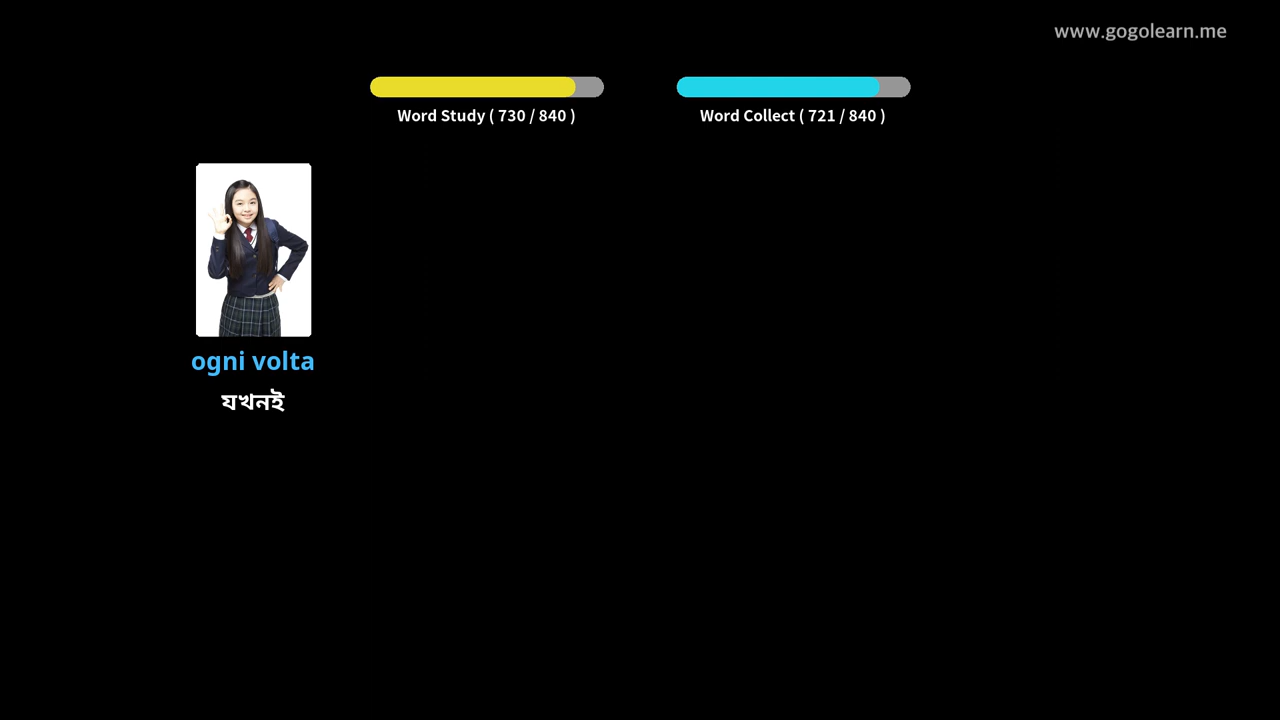 www.gogolearn.me
Word Study ( 730 / 840 )
Word Collect ( 721 / 840 )
ogni volta
যখনই